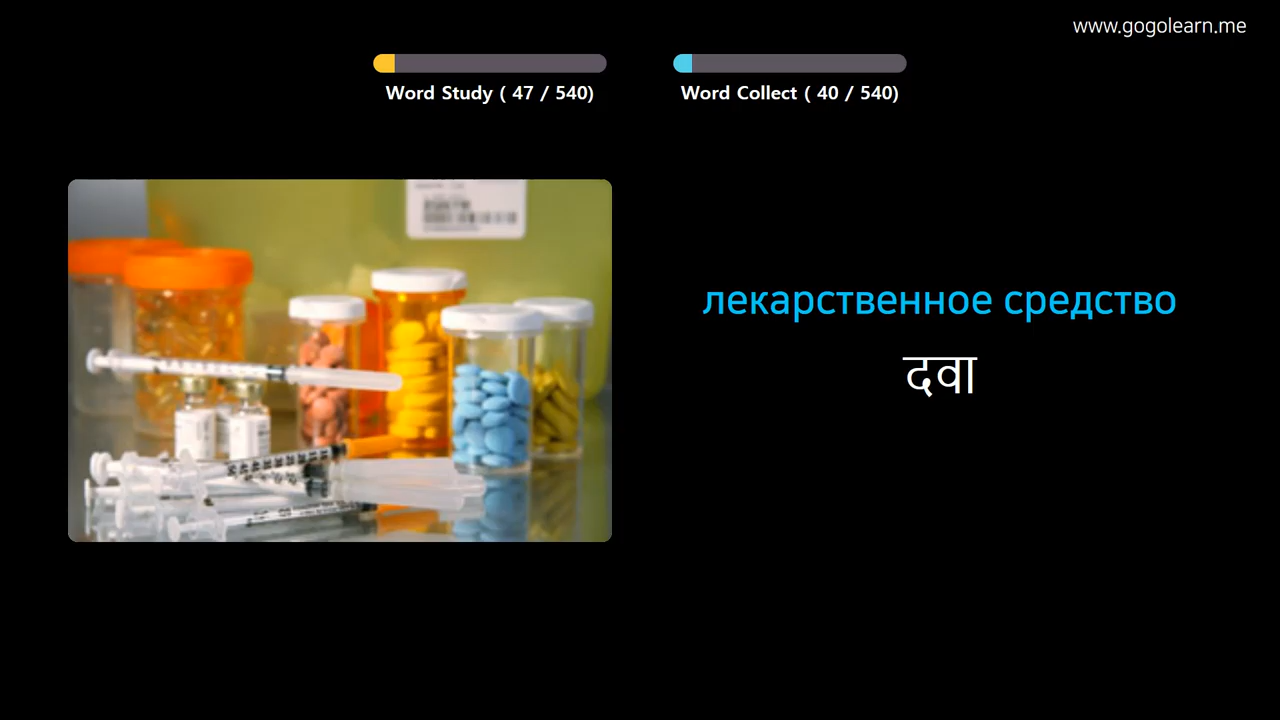 www.gogolearn.me
Word Study ( 47 / 540)
Word Collect ( 40 / 540)
лекарственное средство
दवा